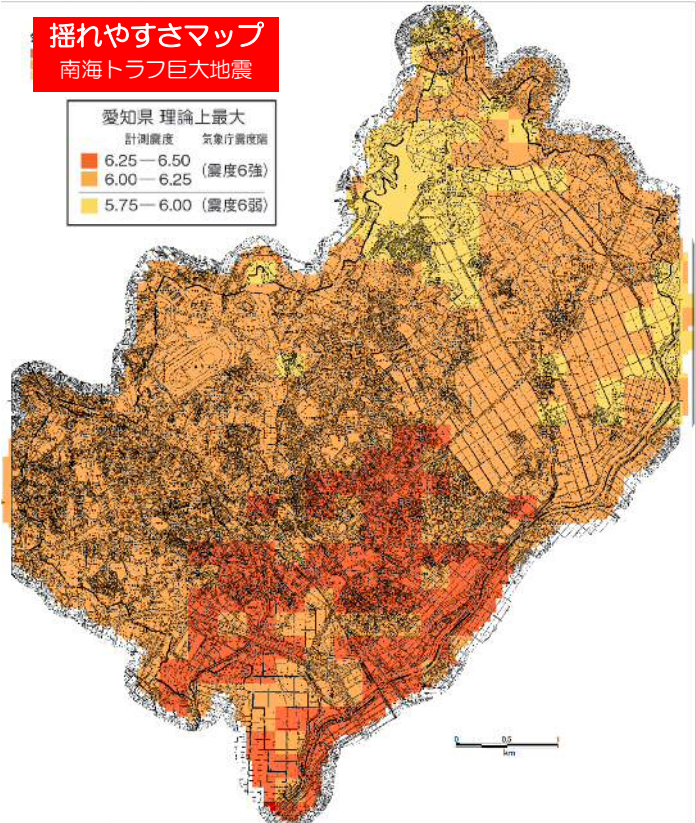 揺れやすさマップ
南海トラフ巨大地震
愛知県 理論上最大
計測震度 気象庁震度階
6.25－6.50
(震度6強)
6.00－6.25
5.75－6.00 (震度6弱)
0 0.5 1
km